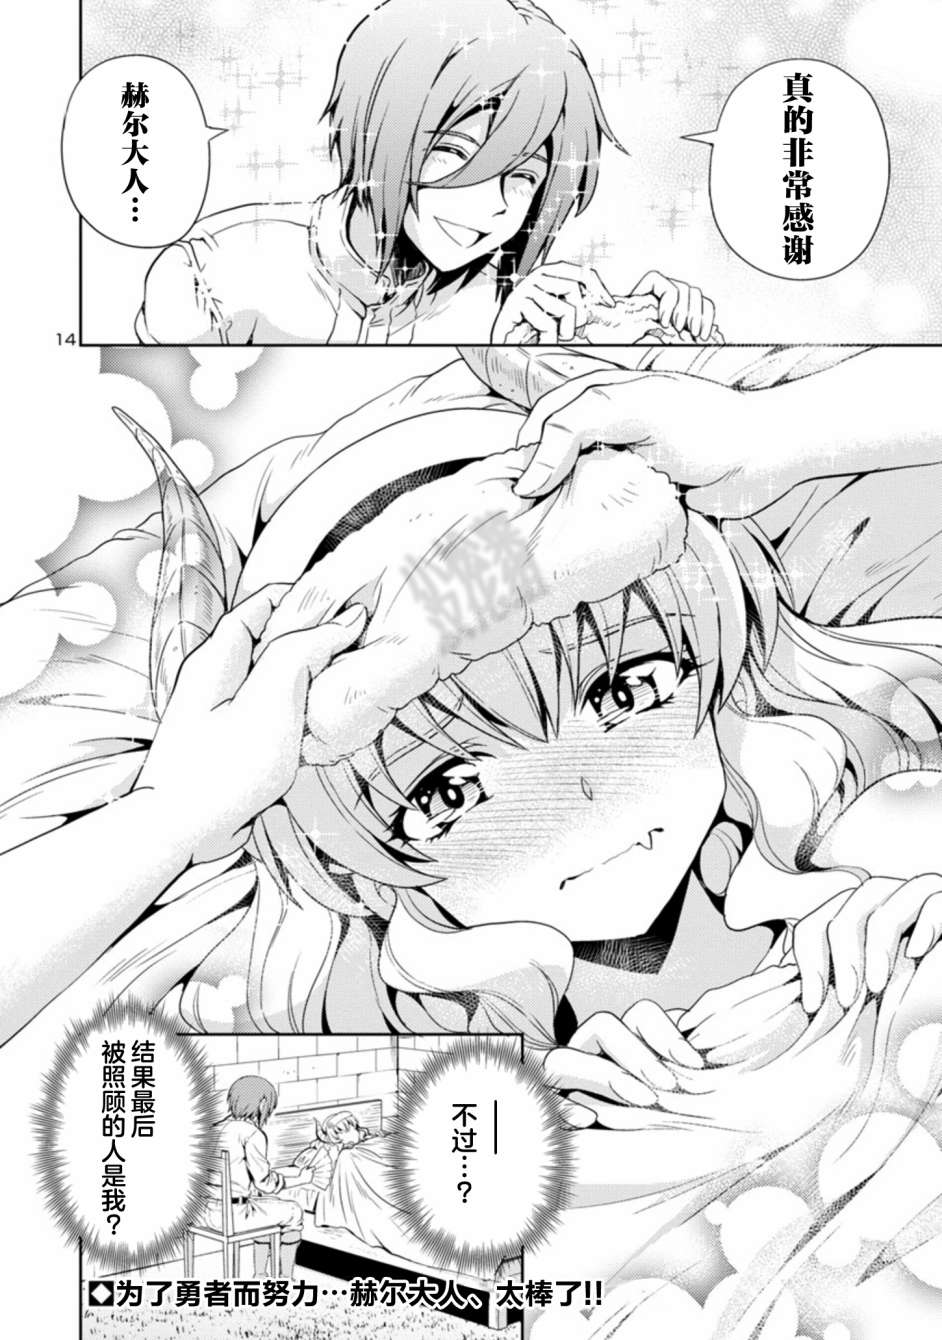 真的非常感谢
赫尔大人…
14
不过…？
结果最后
被照顾的人是我？
◆为了勇者而努力…赫尔大人、太棒了!!